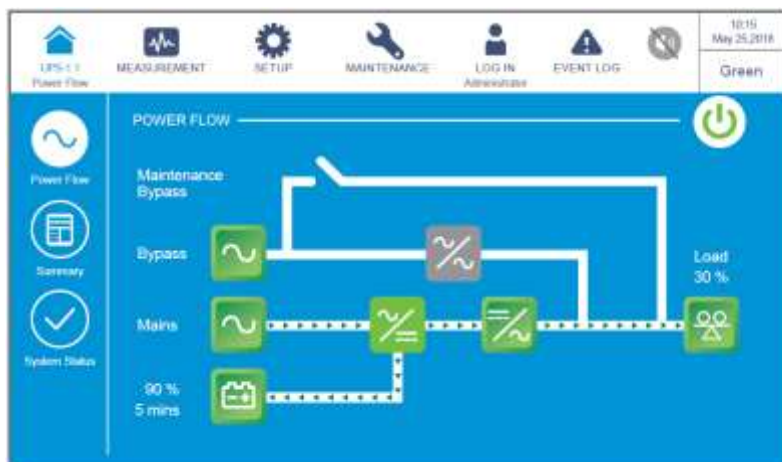 10:15
May 25,2018
UPS-1.1
Power Flow
MEASUREMENT
SETUP
MAINTENANCE
LOG IN
Administrator
EVENT LOG
Green
POWER FLOW
Power Flow
Maintenance
Bypass
Bypass
Load
30 %
Summary
Mains
System Status
90 %
5 mins